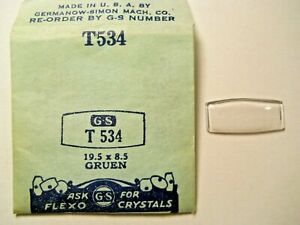 MADE IN U.S.A. BY
GERMANOW-SIMON MACH. CO.
RE-ORDER BY G-S NUMBER
T534
G-S
T 534
19.5 x 8.5
GRUEN
ASK G-S FOR
FLEXO CRYSTALS